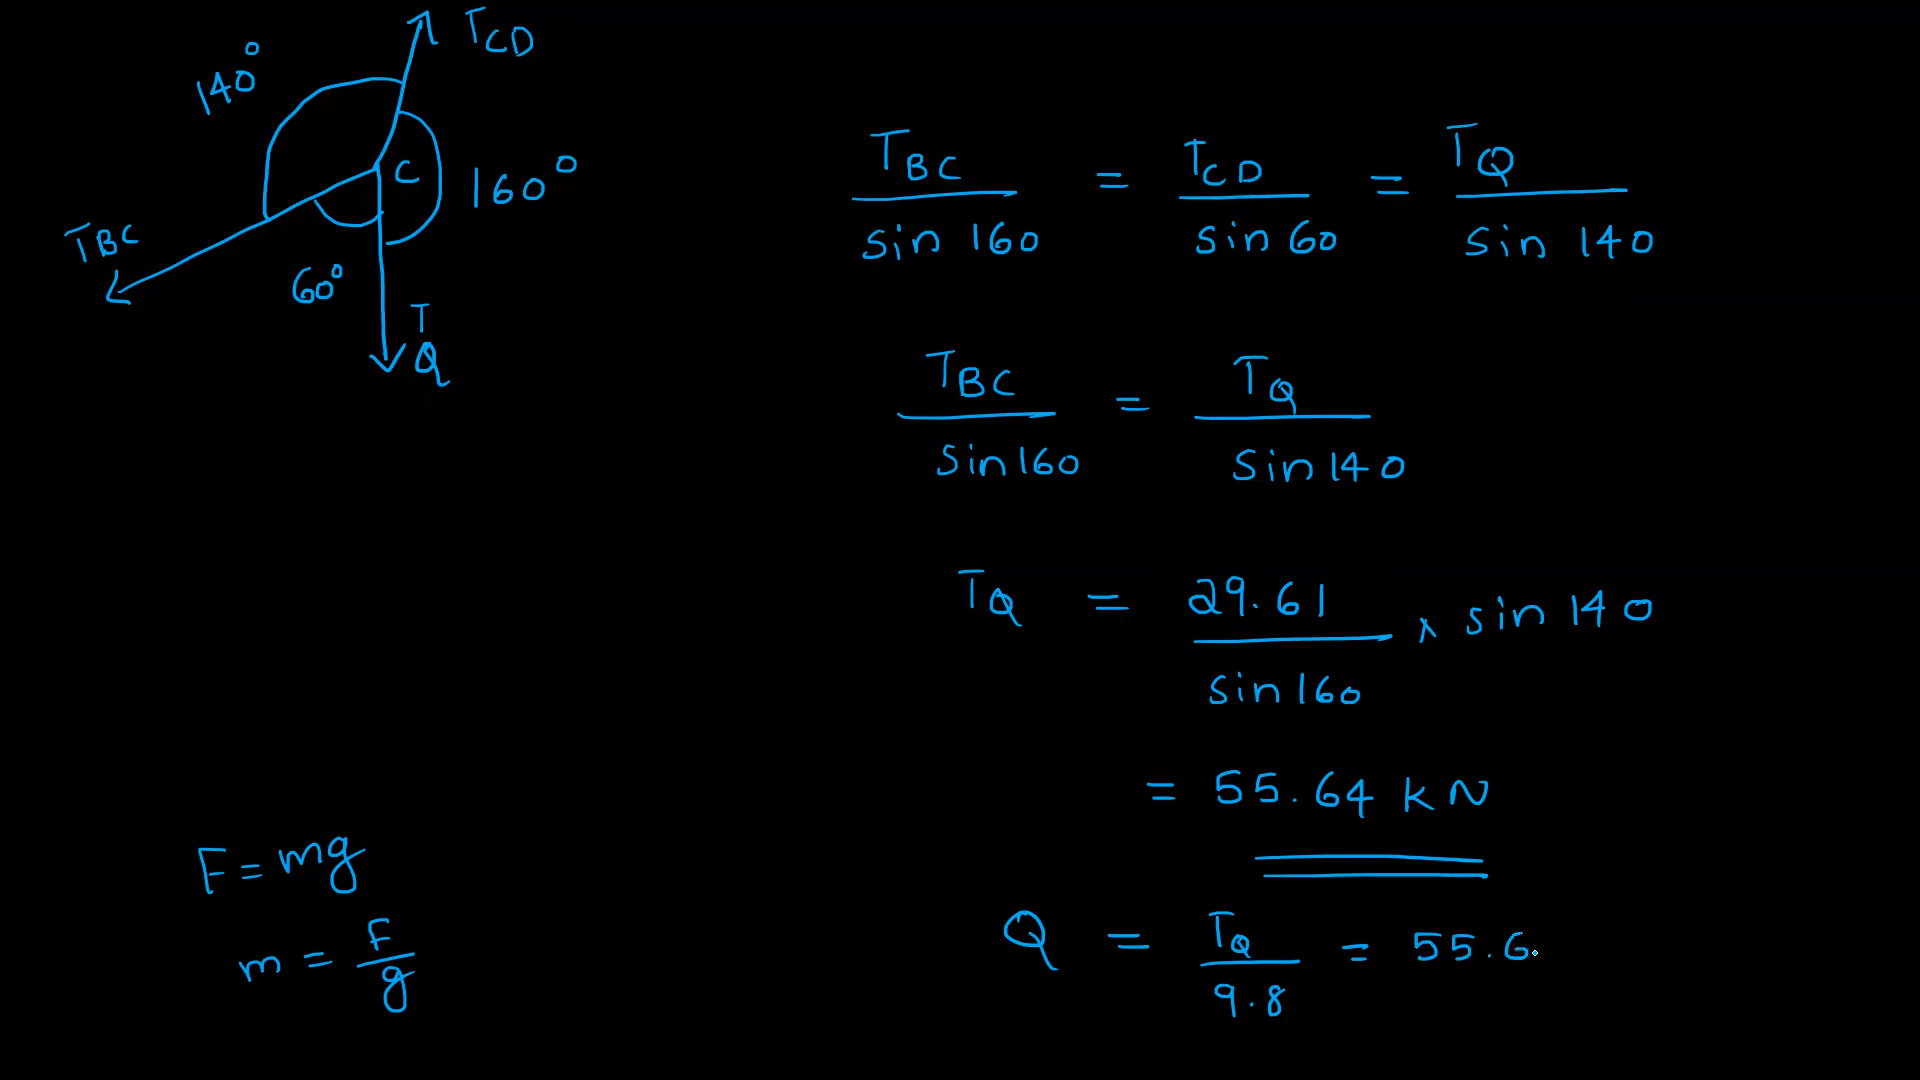 T_CD
140°
C
160°
T_BC
60°
T_Q
T_BC / sin 160 = T_CD / sin 60 = T_Q / sin 140
T_BC / sin 160 = T_Q / sin 140
T_Q = 29.61 / sin 160 × sin 140
= 55.64 kN
F = mg
m = F / g
Q = T_Q / 9.8 = 55.6